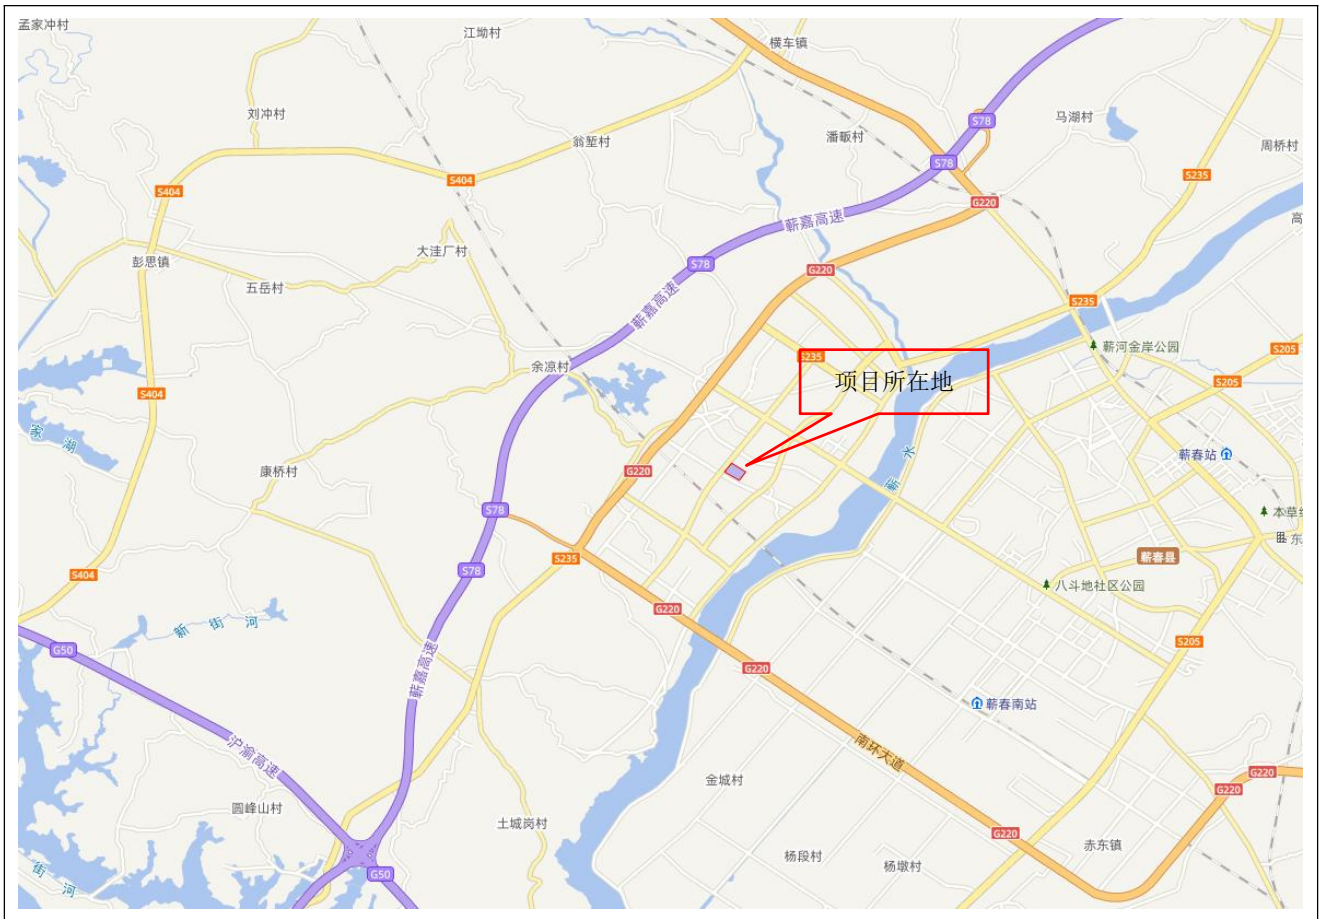 孟家冲村
江坳村
横车镇
刘冲村
S78
马湖村
翁堑村
潘畈村
周桥村
S78
S404
S404
S235
G220
蕲嘉高速
高
大洼厂村
彭思镇
S78
G220
五岳村
蕲嘉高速
S235
蕲河金岸公园
S205
S235
余凉村
项目所在地
S205
S404
家湖
蕲水
蕲春站
康桥村
G220
S78
本草纟
东
S235
蕲春县
S78
S404
八斗地社区公园
G220
新街河
S205
G50
蕲嘉高速
G220
蕲春南站
沪渝高速
南环大道
金城村
G220
G220
圆峰山村
土城岗村
G220
赤东镇
杨段村
杨墩村
街河
G50